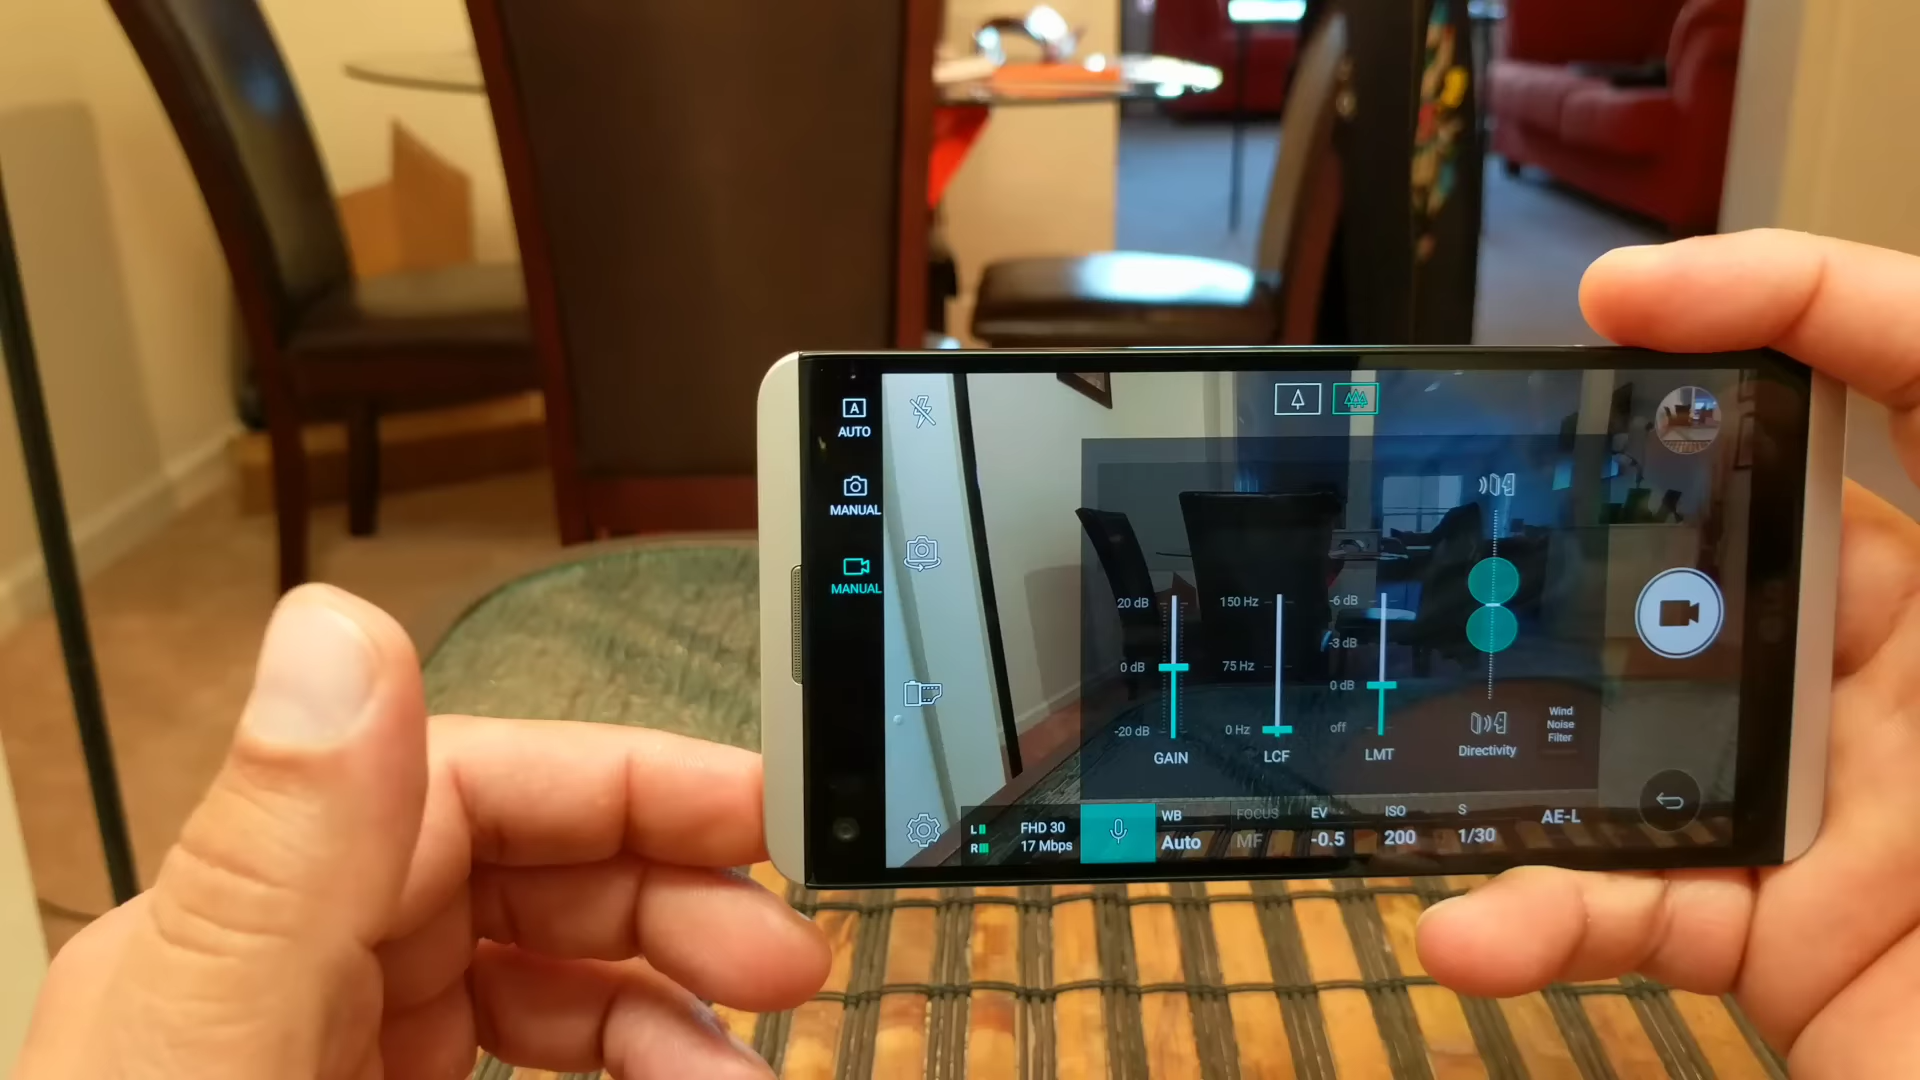 A
AUTO
MANUAL
MANUAL
20 dB
0 dB
-20 dB
GAIN
150 Hz
75 Hz
0 Hz
LCF
-6 dB
-3 dB
0 dB
off
LMT
Directivity
Wind
Noise
Filter
L
R
FHD 30
17 Mbps
WB
Auto
FOCUS
MF
EV
-0.5
ISO
200
S
1/30
AE-L